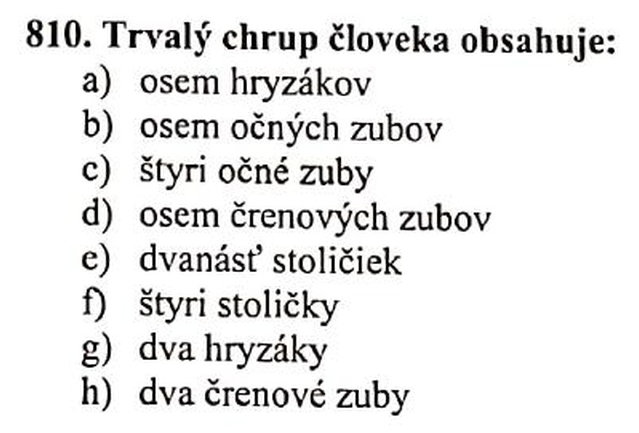 810. Trvalý chrup človeka obsahuje:
a) osem hryzákov
b) osem očných zubov
c) štyri očné zuby
d) osem črenových zubov
e) dvanásť stoličiek
f) štyri stoličky
g) dva hryzáky
h) dva črenové zuby